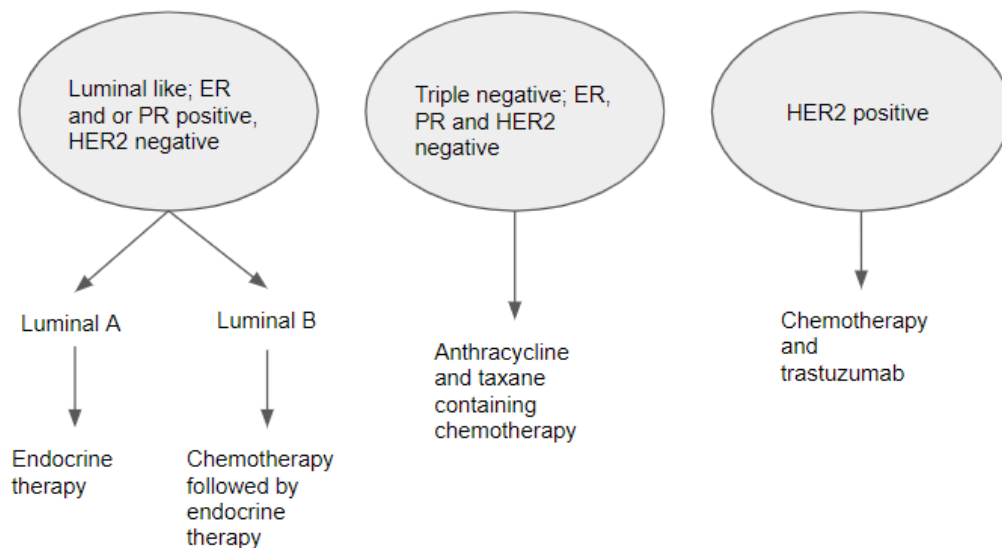 Luminal like; ER
and or PR positive,
HER2 negative
Triple negative; ER,
PR and HER2
negative
HER2 positive
Luminal A
Luminal B
Endocrine
therapy
Chemotherapy
followed by
endocrine
therapy
Anthracycline
and taxane
containing
chemotherapy
Chemotherapy
and
trastuzumab